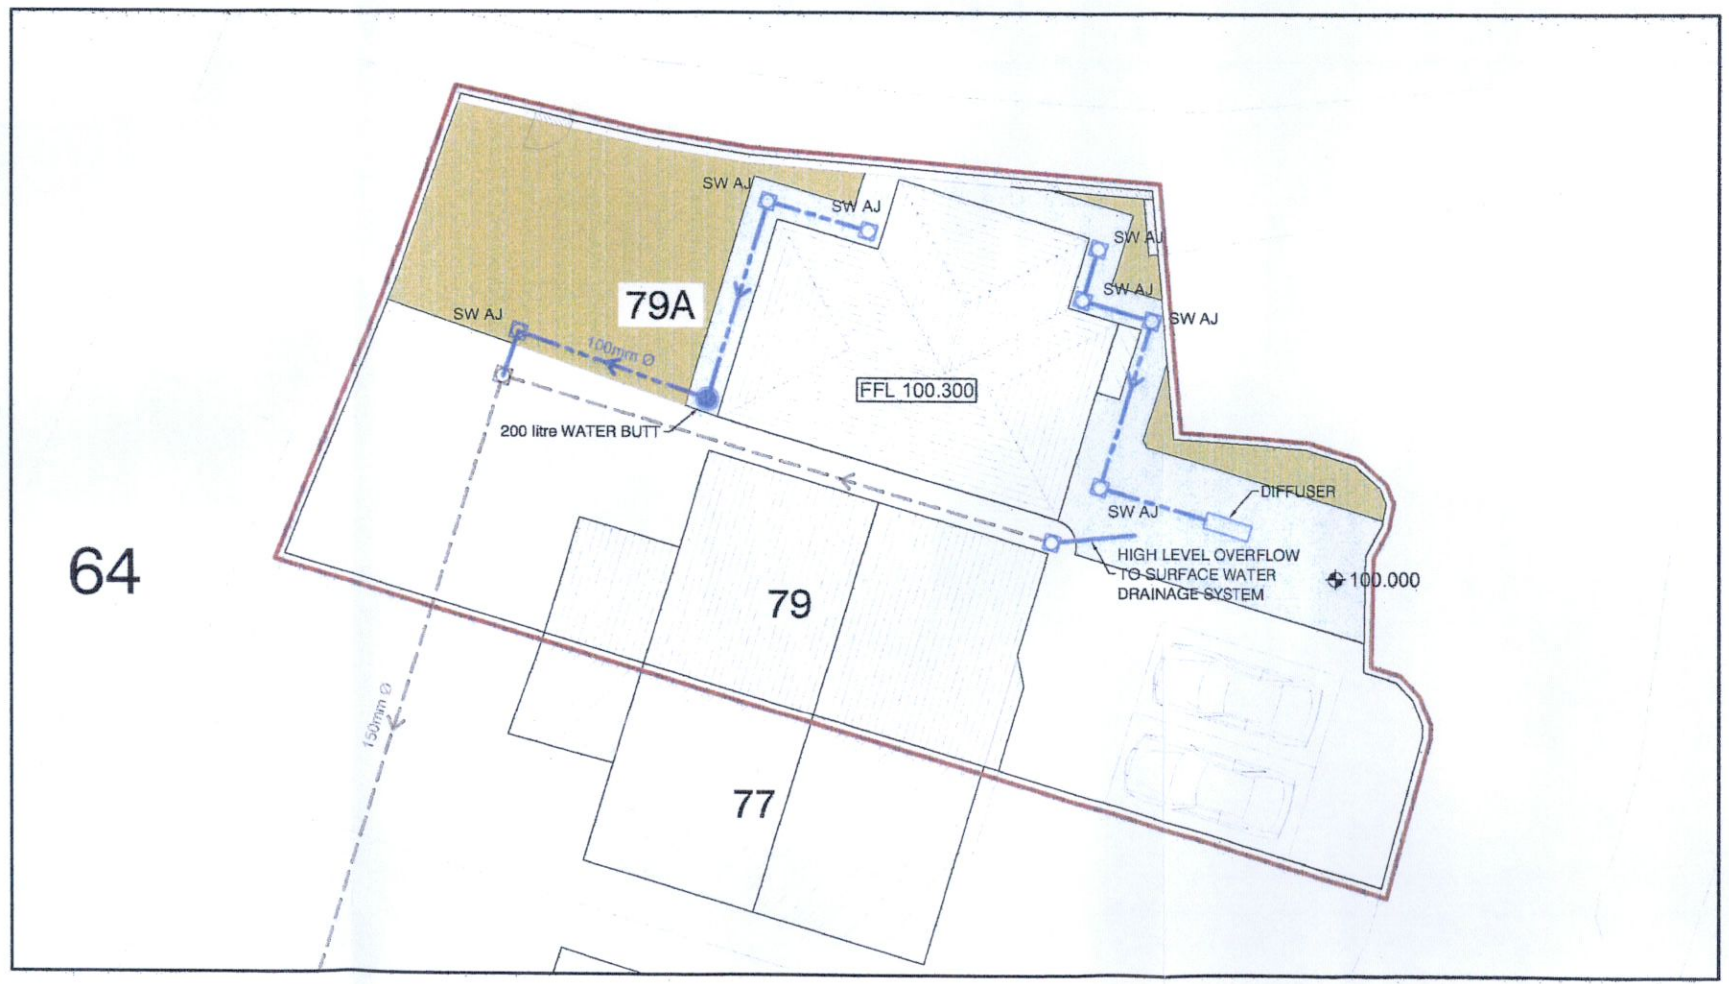 SW AJ
SW AJ
SW AJ
SW AJ
SW AJ
79A
SW AJ
100mm Ø
FFL 100.300
200 litre WATER BUTT
DIFFUSER
SW AJ
HIGH LEVEL OVERFLOW
TO SURFACE WATER
DRAINAGE SYSTEM
100.000
64
79
150mm Ø
77